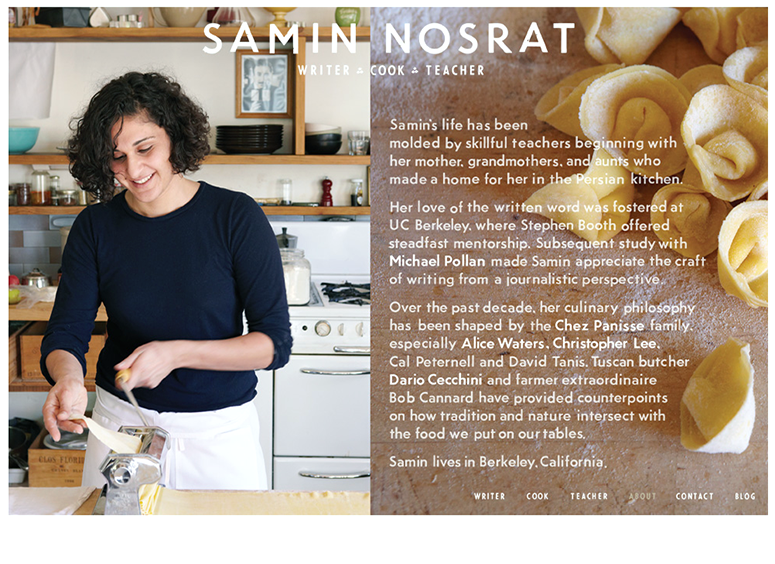 SAMIN NOSRAT
WRITER COOK TEACHER
Samin's life has been
molded by skillful teachers beginning with
her mother, grandmothers, and aunts who
made a home for her in the Persian kitchen.
Her love of the written word was fostered at
UC Berkeley, where Stephen Booth offered
steadfast mentorship. Subsequent study with
Michael Pollan made Samin appreciate the craft
of writing from a journalistic perspective.
Over the past decade, her culinary philosophy
has been shaped by the Chez Panisse family,
especially Alice Waters, Christopher Lee,
Cal Peternell and David Tanis. Tuscan butcher
Dario Cecchini and farmer extraordinaire
Bob Cannard have provided counterpoints
on how tradition and nature intersect with
the food we put on our tables.
Samin lives in Berkeley, California.
WRITER COOK TEACHER ABOUT CONTACT BLOG